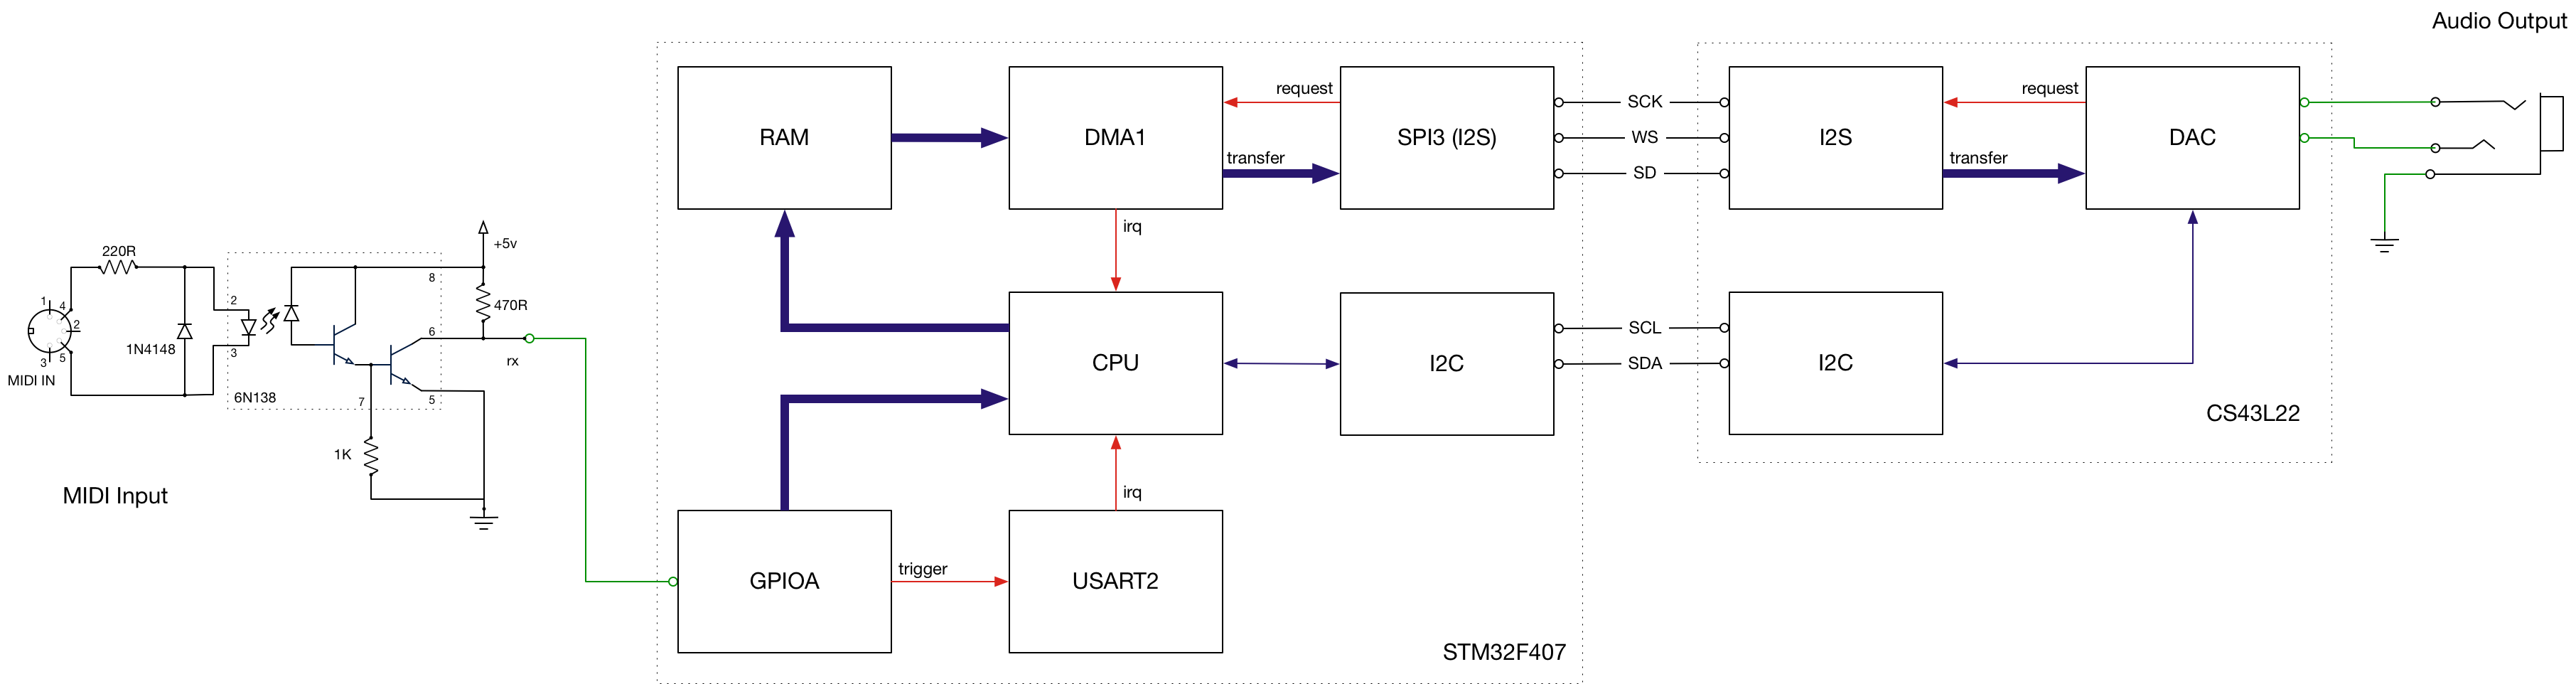 Audio Output
RAM
DMA1
request
transfer
SPI3 (I2S)
SCK
WS
SD
I2S
request
transfer
DAC
irq
220R
1N4148
1
4
2
3
5
MIDI IN
2
3
6N138
8
6
7
5
+5v
470R
rx
1K
MIDI Input
CPU
I2C
SCL
SDA
I2C
CS43L22
irq
GPIOA
trigger
USART2
STM32F407